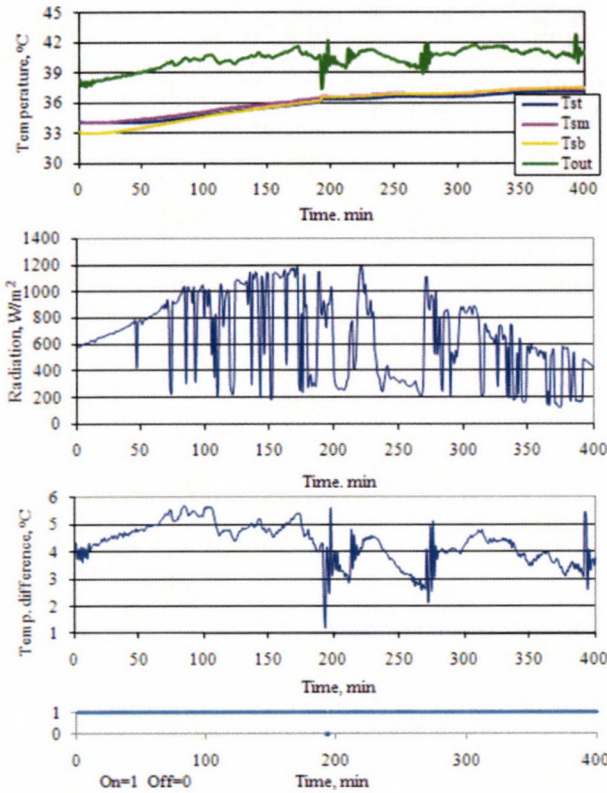 45
42
39
36
33
30
Temperature, ºC
Tst
Tsm
Tsb
Tout
0 50 100 150 200 250 300 350 400
Time. min
1400
1200
1000
800
600
400
200
0
Radiation, W/m²
0 50 100 150 200 250 300 350 400
Time. min
6
5
4
3
2
1
Temp. difference, ºC
0 50 100 150 200 250 300 350 400
Time, min
1
0
0 100 200 300 400
On=1 Off=0 Time, min